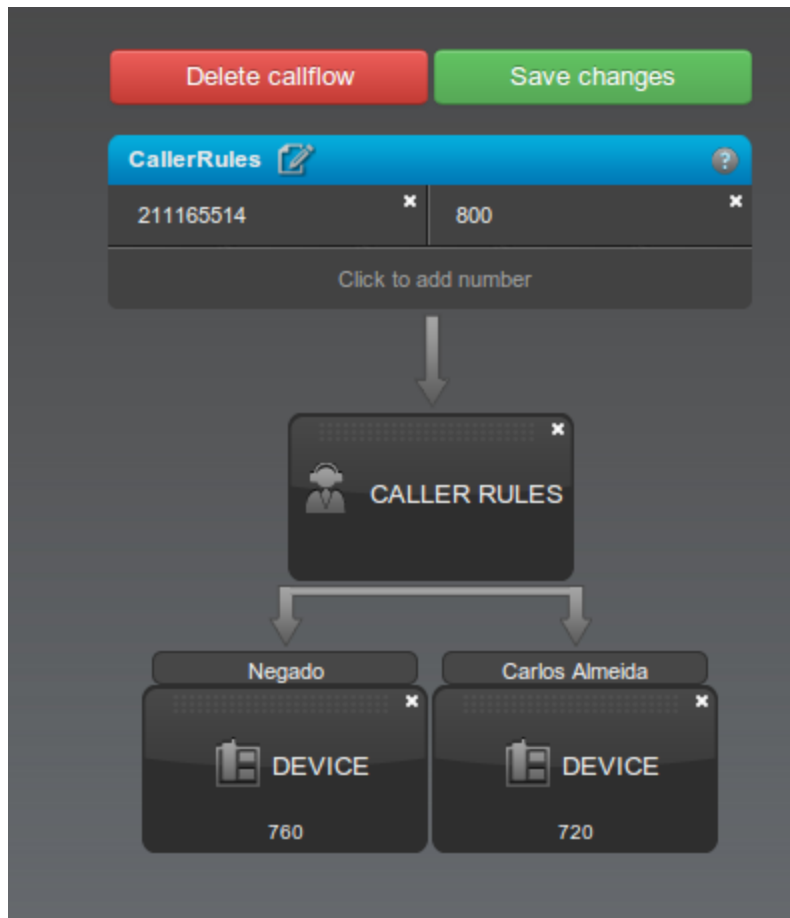 Delete callflow Save changes
CallerRules ?
211165514 800
Click to add number
CALLER RULES
Negado Carlos Almeida
DEVICE DEVICE
760 720